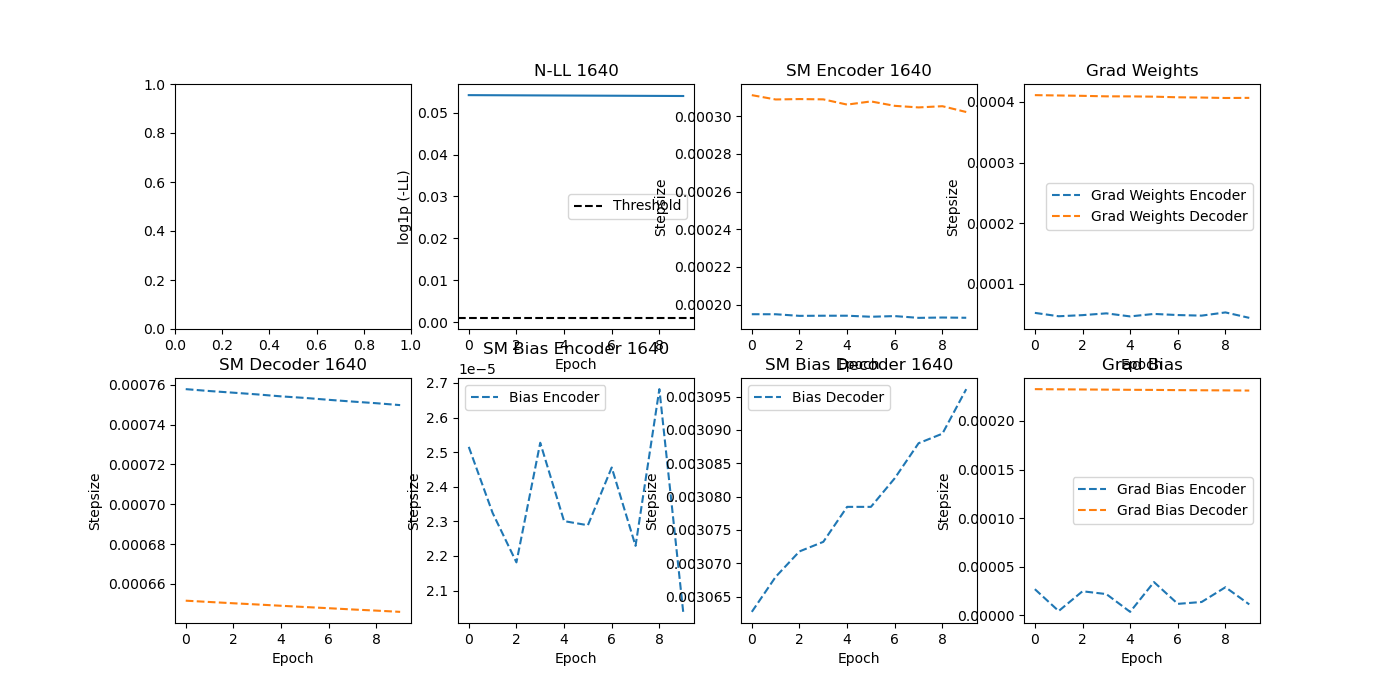 1.0
0.8
0.6
0.4
0.2
0.0
0.0 0.2 0.4 0.6 0.8 1.0
N-LL 1640
log1p (-LL)
0.05
0.04
0.03
0.02
0.01
0.00
Threshold
0 2 4 6 8
Epoch
SM Encoder 1640
Stepsize
0.00030
0.00028
0.00026
0.00024
0.00022
0.00020
0 2 4 6 8
Epoch
Grad Weights
Stepsize
0.0004
0.0003
0.0002
0.0001
Grad Weights Encoder
Grad Weights Decoder
0 2 4 6 8
Epoch
SM Decoder 1640
Stepsize
0.00076
0.00074
0.00072
0.00070
0.00068
0.00066
0 2 4 6 8
Epoch
SM Bias Encoder 1640
1e−5
Stepsize
2.7
2.6
2.5
2.4
2.3
2.2
2.1
Bias Encoder
0 2 4 6 8
Epoch
SM Bias Decoder 1640
Stepsize
0.003095
0.003090
0.003085
0.003080
0.003075
0.003070
0.003065
Bias Decoder
0 2 4 6 8
Epoch
Grad Bias
Stepsize
0.00020
0.00015
0.00010
0.00005
0.00000
Grad Bias Encoder
Grad Bias Decoder
0 2 4 6 8
Epoch